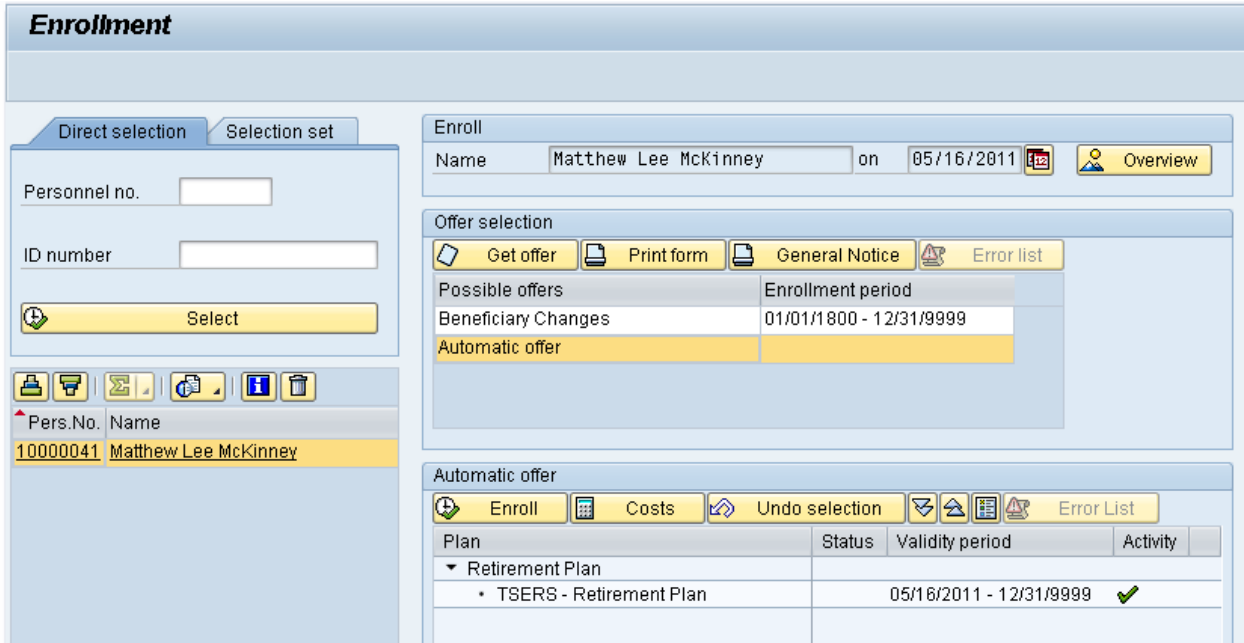 Enrollment
Direct selection Selection set
Personnel no.
ID number
Select
Pers.No. Name
10000041 Matthew Lee McKinney
Enroll
Name Matthew Lee McKinney on 05/16/2011 Overview
Offer selection
Get offer Print form General Notice Error list
Possible offers Enrollment period
Beneficiary Changes 01/01/1800 - 12/31/9999
Automatic offer
Automatic offer
Enroll Costs Undo selection Error List
Plan Status Validity period Activity
Retirement Plan
TSERS - Retirement Plan 05/16/2011 - 12/31/9999